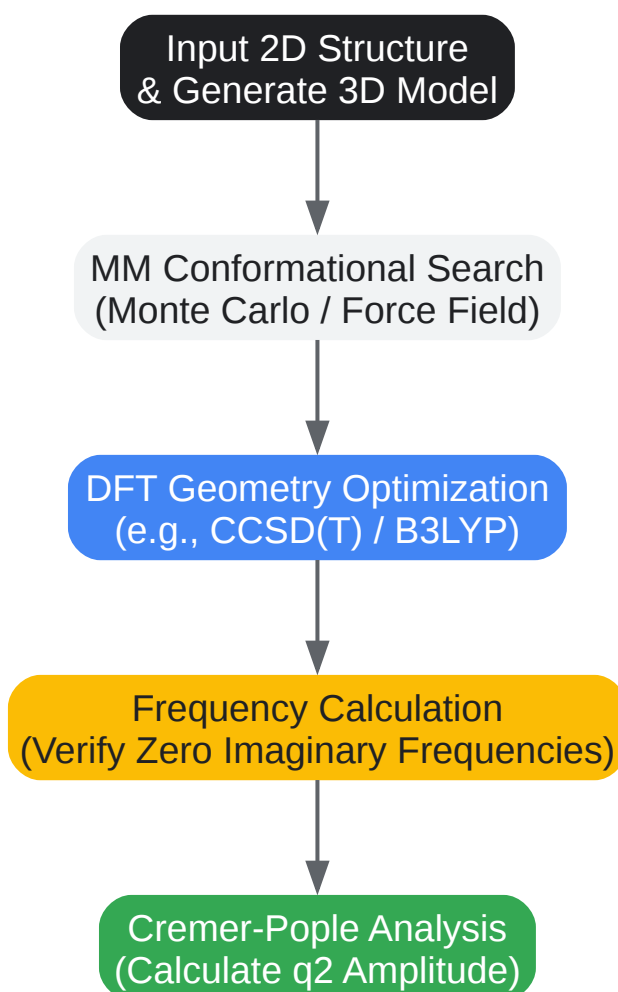 Input 2D Structure
& Generate 3D Model
MM Conformational Search
(Monte Carlo / Force Field)
DFT Geometry Optimization
(e.g., CCSD(T) / B3LYP)
Frequency Calculation
(Verify Zero Imaginary Frequencies)
Cremer-Pople Analysis
(Calculate q2 Amplitude)